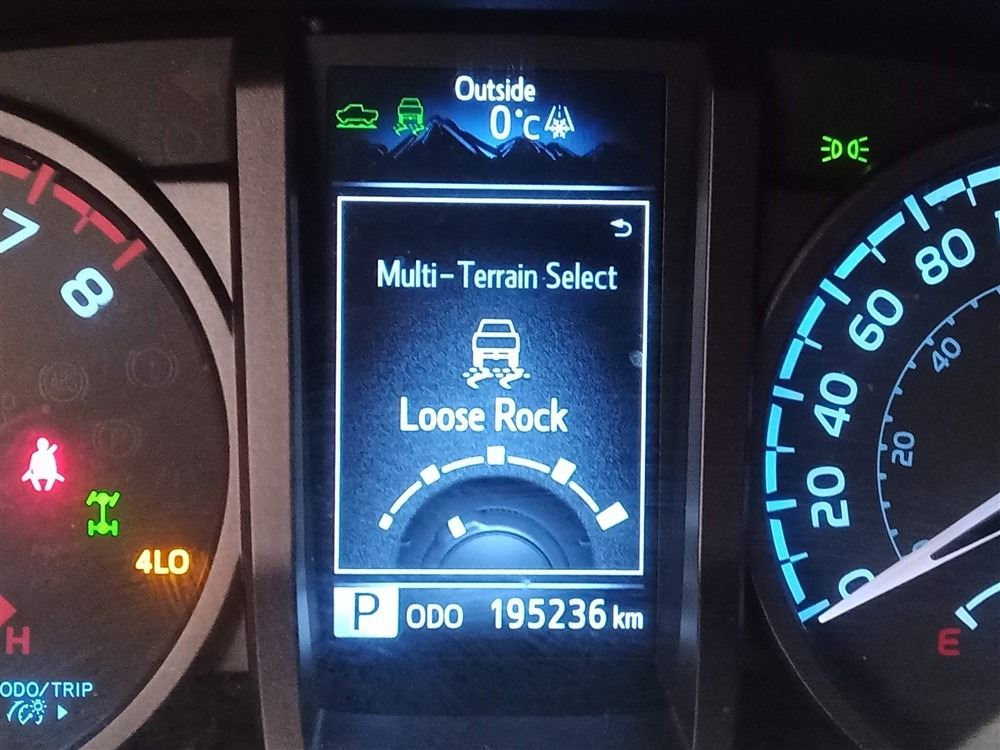 Outside
0°C
Multi-Terrain Select
Loose Rock
P ODO 195236 km
7
8
4LO
H
ODO/TRIP
80
60
40
20
0
40
20
E